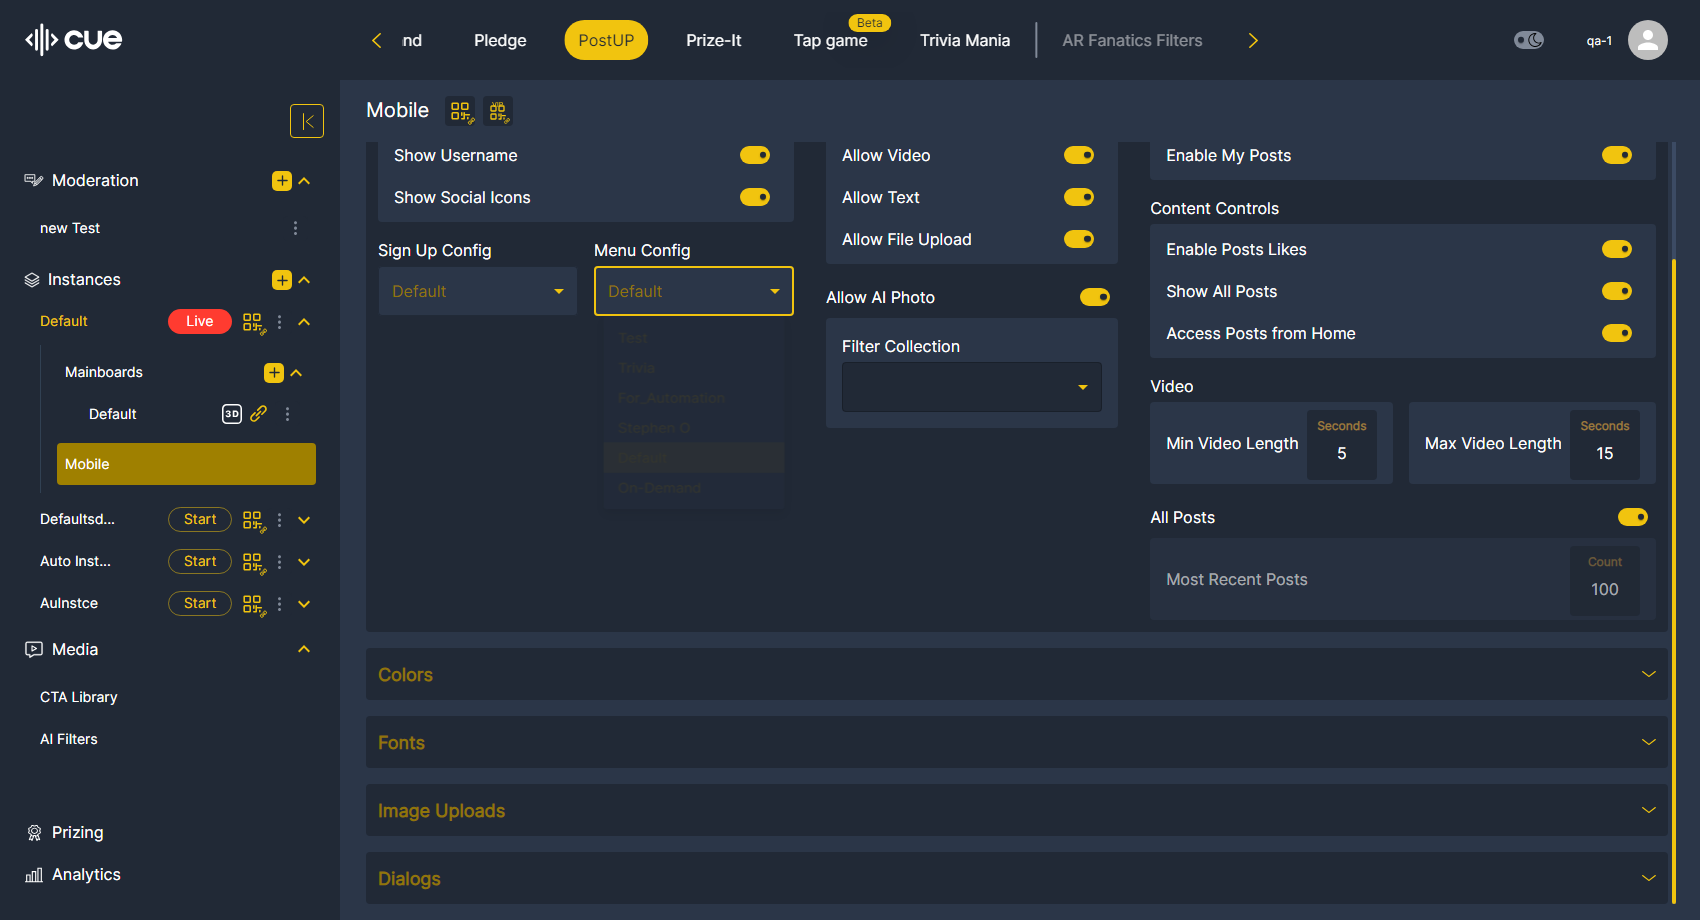 cue
nd
Pledge
PostUP
Prize-It
Beta
Tap game
Trivia Mania
AR Fanatics Filters
qa-1
Moderation
new Test
Instances
Default
Live
Mainboards
Default
3D
Mobile
Defaultsd...
Start
Auto Inst...
Start
AuInstce
Start
Media
CTA Library
AI Filters
Prizing
Analytics
Mobile
VIP
Show Username
Show Social Icons
Sign Up Config
Default
Menu Config
Default
Test
Trivia
For_Automation
Stephen O
Default
On-Demand
Allow Video
Allow Text
Allow File Upload
Allow AI Photo
Filter Collection
Enable My Posts
Content Controls
Enable Posts Likes
Show All Posts
Access Posts from Home
Video
Min Video Length
Seconds
5
Max Video Length
Seconds
15
All Posts
Most Recent Posts
Count
100
Colors
Fonts
Image Uploads
Dialogs